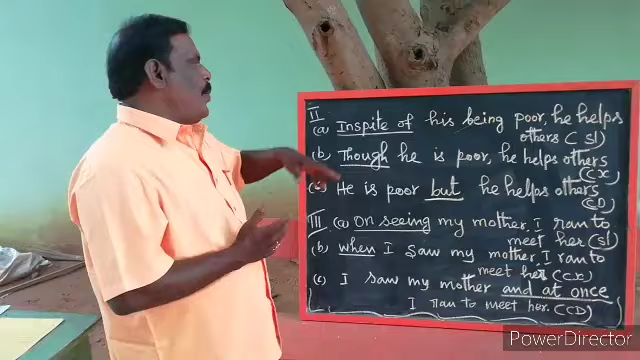 II
(a) Inspite of his being poor, he helps
others (SI)
(b) Though he is poor, he helps others
(CX)
(c) He is poor but he helps others
(CD)
III (a) On seeing my mother, I ran to
meet her (SI)
(b) when I saw my mother, I ran to
meet her (CX)
(c) I saw my mother and at once
I ran to meet her. (CD)
PowerDirector